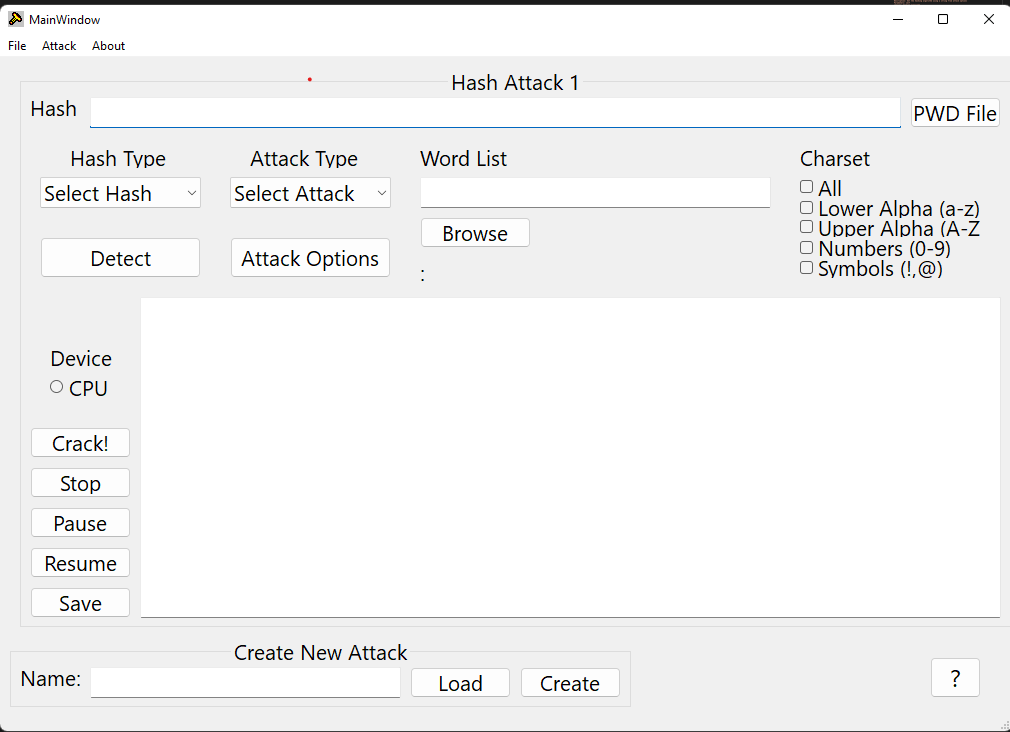 MainWindow
File Attack About
Hash Attack 1
Hash PWD File
Hash Type Attack Type Word List Charset
Select Hash Select Attack
All
Lower Alpha (a-z)
Upper Alpha (A-Z
Numbers (0-9)
Symbols (!,@)
Browse
Detect Attack Options
:
Device
CPU
Crack!
Stop
Pause
Resume
Save
Create New Attack
Name: Load Create
?